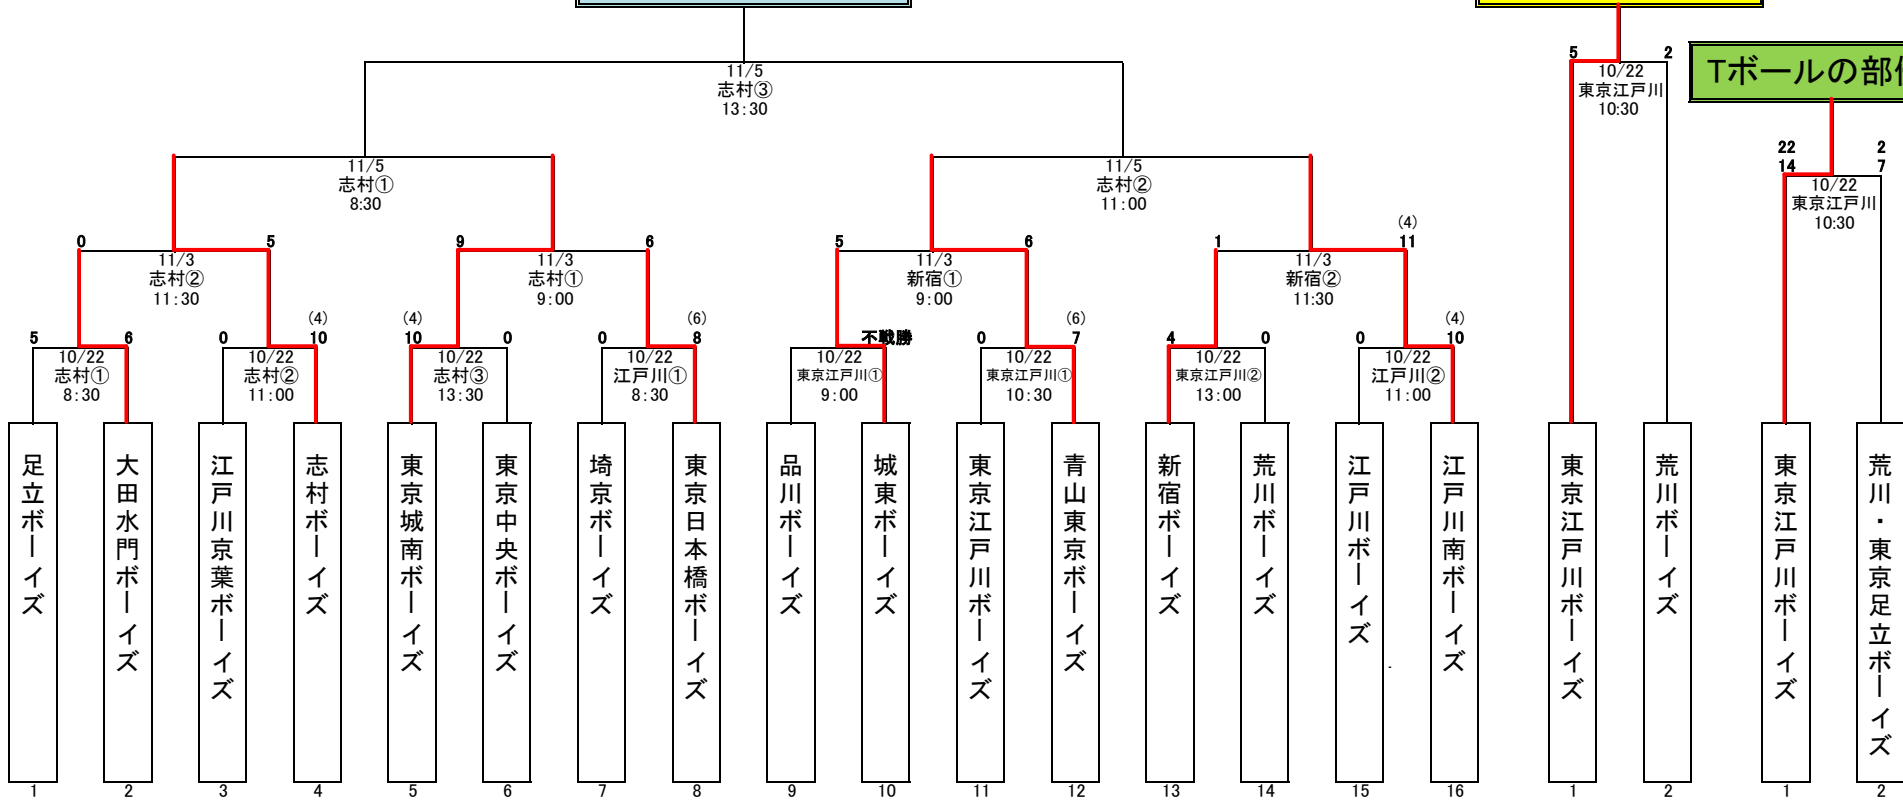 5
2
11/5
志村③
13:30
10/22
東京江戸川
10:30
Tボールの部
22
2
14
7
10/22
東京江戸川
10:30
11/5
志村①
8:30
11/5
志村②
11:00
0
5
11/3
志村②
11:30
9
6
11/3
志村①
9:00
5
6
11/3
新宿①
9:00
1
(4)
11
11/3
新宿②
11:30
5
6
10/22
志村①
8:30
0
(4)
10
10/22
志村②
11:00
(4)
10
0
10/22
志村③
13:30
0
(6)
8
10/22
江戸川①
8:30
不戦勝
10/22
東京江戸川①
9:00
0
(6)
7
10/22
東京江戸川①
10:30
4
0
10/22
東京江戸川②
13:00
0
(4)
10
10/22
江戸川②
11:00
足立ボーイズ
大田水門ボーイズ
江戸川京葉ボーイズ
志村ボーイズ
東京城南ボーイズ
東京中央ボーイズ
埼京ボーイズ
東京日本橋ボーイズ
品川ボーイズ
城東ボーイズ
東京江戸川ボーイズ
青山東京ボーイズ
新宿ボーイズ
荒川ボーイズ
江戸川ボーイズ
江戸川南ボーイズ
東京江戸川ボーイズ
荒川ボーイズ
東京江戸川ボーイズ
荒川・東京足立ボーイズ
1
2
3
4
5
6
7
8
9
10
11
12
13
14
15
16
1
2
1
2